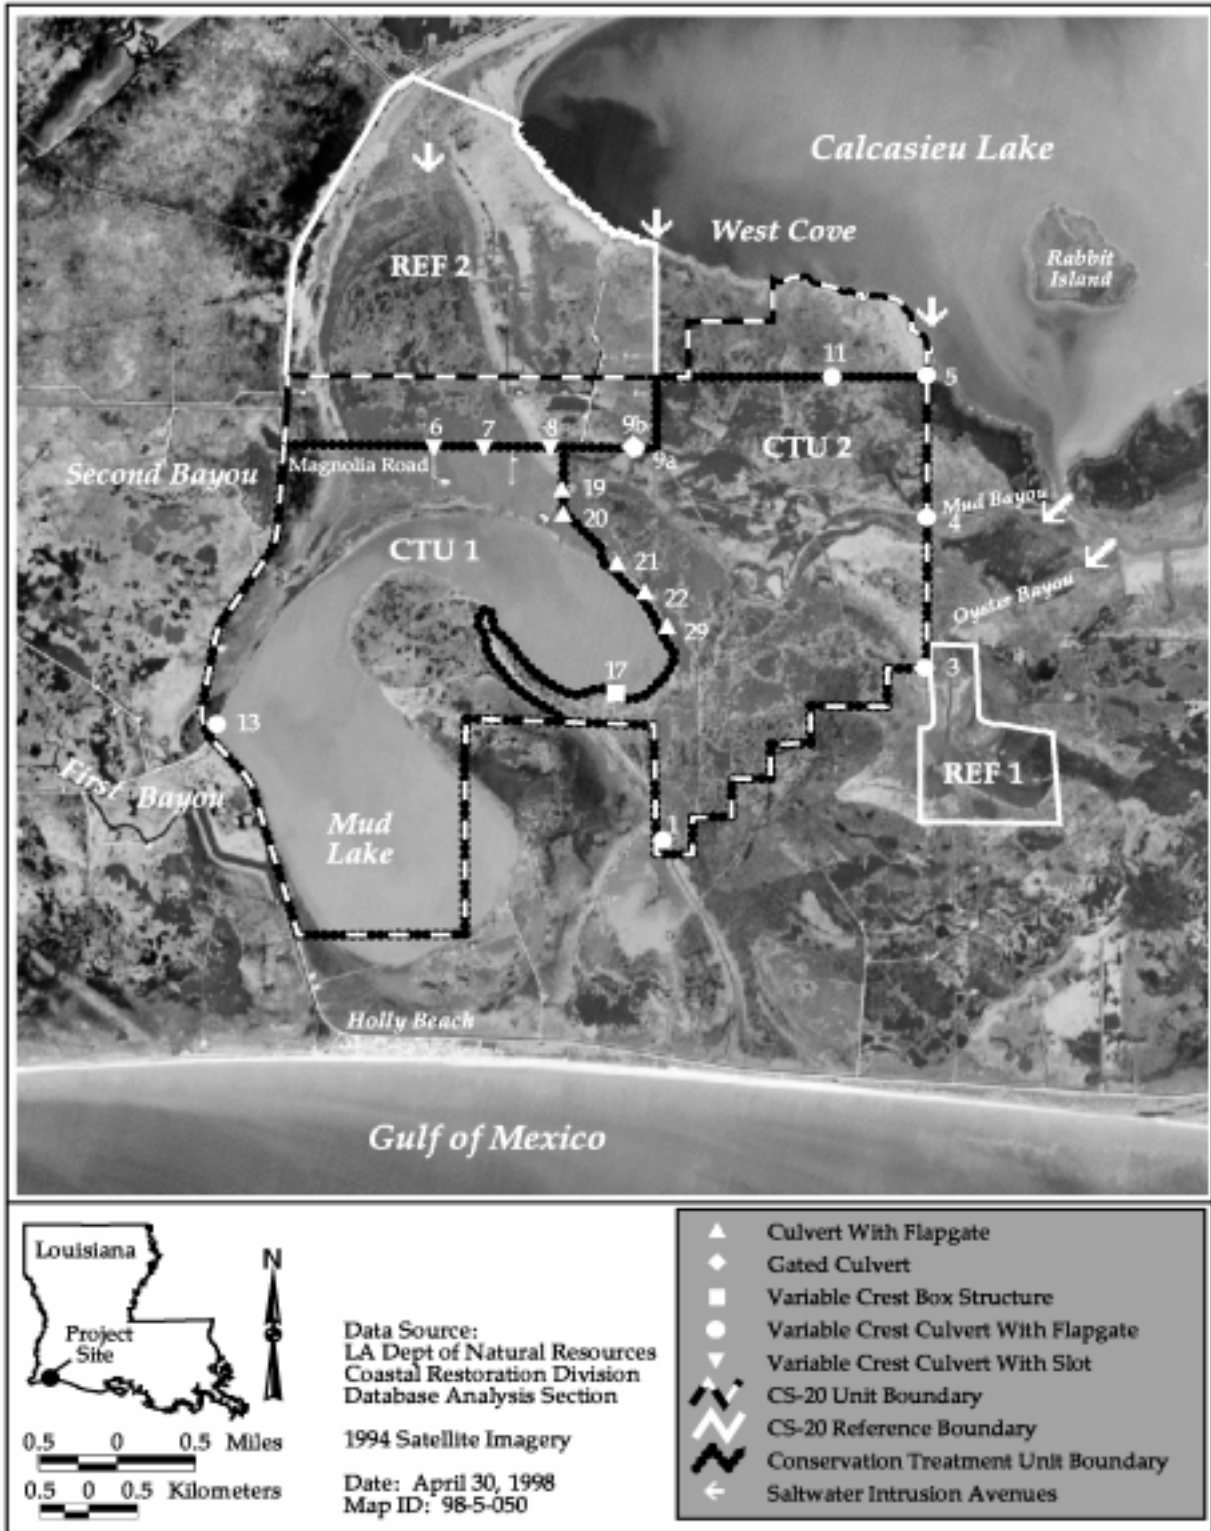 Calcasieu Lake
West Cove
Rabbit
Island
REF 2
11
5
6
7
8
9b
9a
CTU 2
Second Bayou
Magnolia Road
19
20
Mud Bayou
4
CTU 1
21
22
Oyster Bayou
29
17
3
13
REF 1
First Bayou
Mud
Lake
1
Holly Beach
Gulf of Mexico
Louisiana
Project
Site
N
0.5 0 0.5 Miles
0.5 0 0.5 Kilometers
Data Source:
LA Dept of Natural Resources
Coastal Restoration Division
Database Analysis Section
1994 Satellite Imagery
Date: April 30, 1998
Map ID: 98-5-050
Culvert With Flapgate
Gated Culvert
Variable Crest Box Structure
Variable Crest Culvert With Flapgate
Variable Crest Culvert With Slot
CS-20 Unit Boundary
CS-20 Reference Boundary
Conservation Treatment Unit Boundary
Saltwater Intrusion Avenues